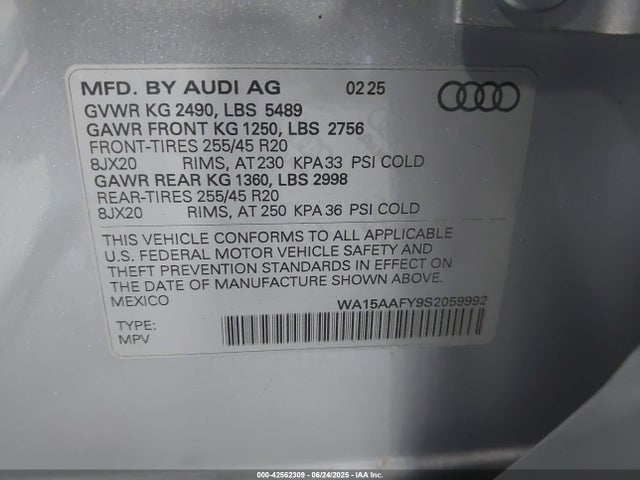 MFD. BY AUDI AG 02 25
GVWR KG 2490, LBS 5489
GAWR FRONT KG 1250, LBS 2756
FRONT-TIRES 255/45 R20
8JX20 RIMS, AT 230 KPA 33 PSI COLD
GAWR REAR KG 1360, LBS 2998
REAR-TIRES 255/45 R20
8JX20 RIMS, AT 250 KPA 36 PSI COLD
THIS VEHICLE CONFORMS TO ALL APPLICABLE
U.S. FEDERAL MOTOR VEHICLE SAFETY AND
THEFT PREVENTION STANDARDS IN EFFECT ON
THE DATE OF MANUFACTURE SHOWN ABOVE.
MEXICO WA15AAFY9S2059992
TYPE:
MPV
000-42562309 - 06/24/2025 - IAA Inc.